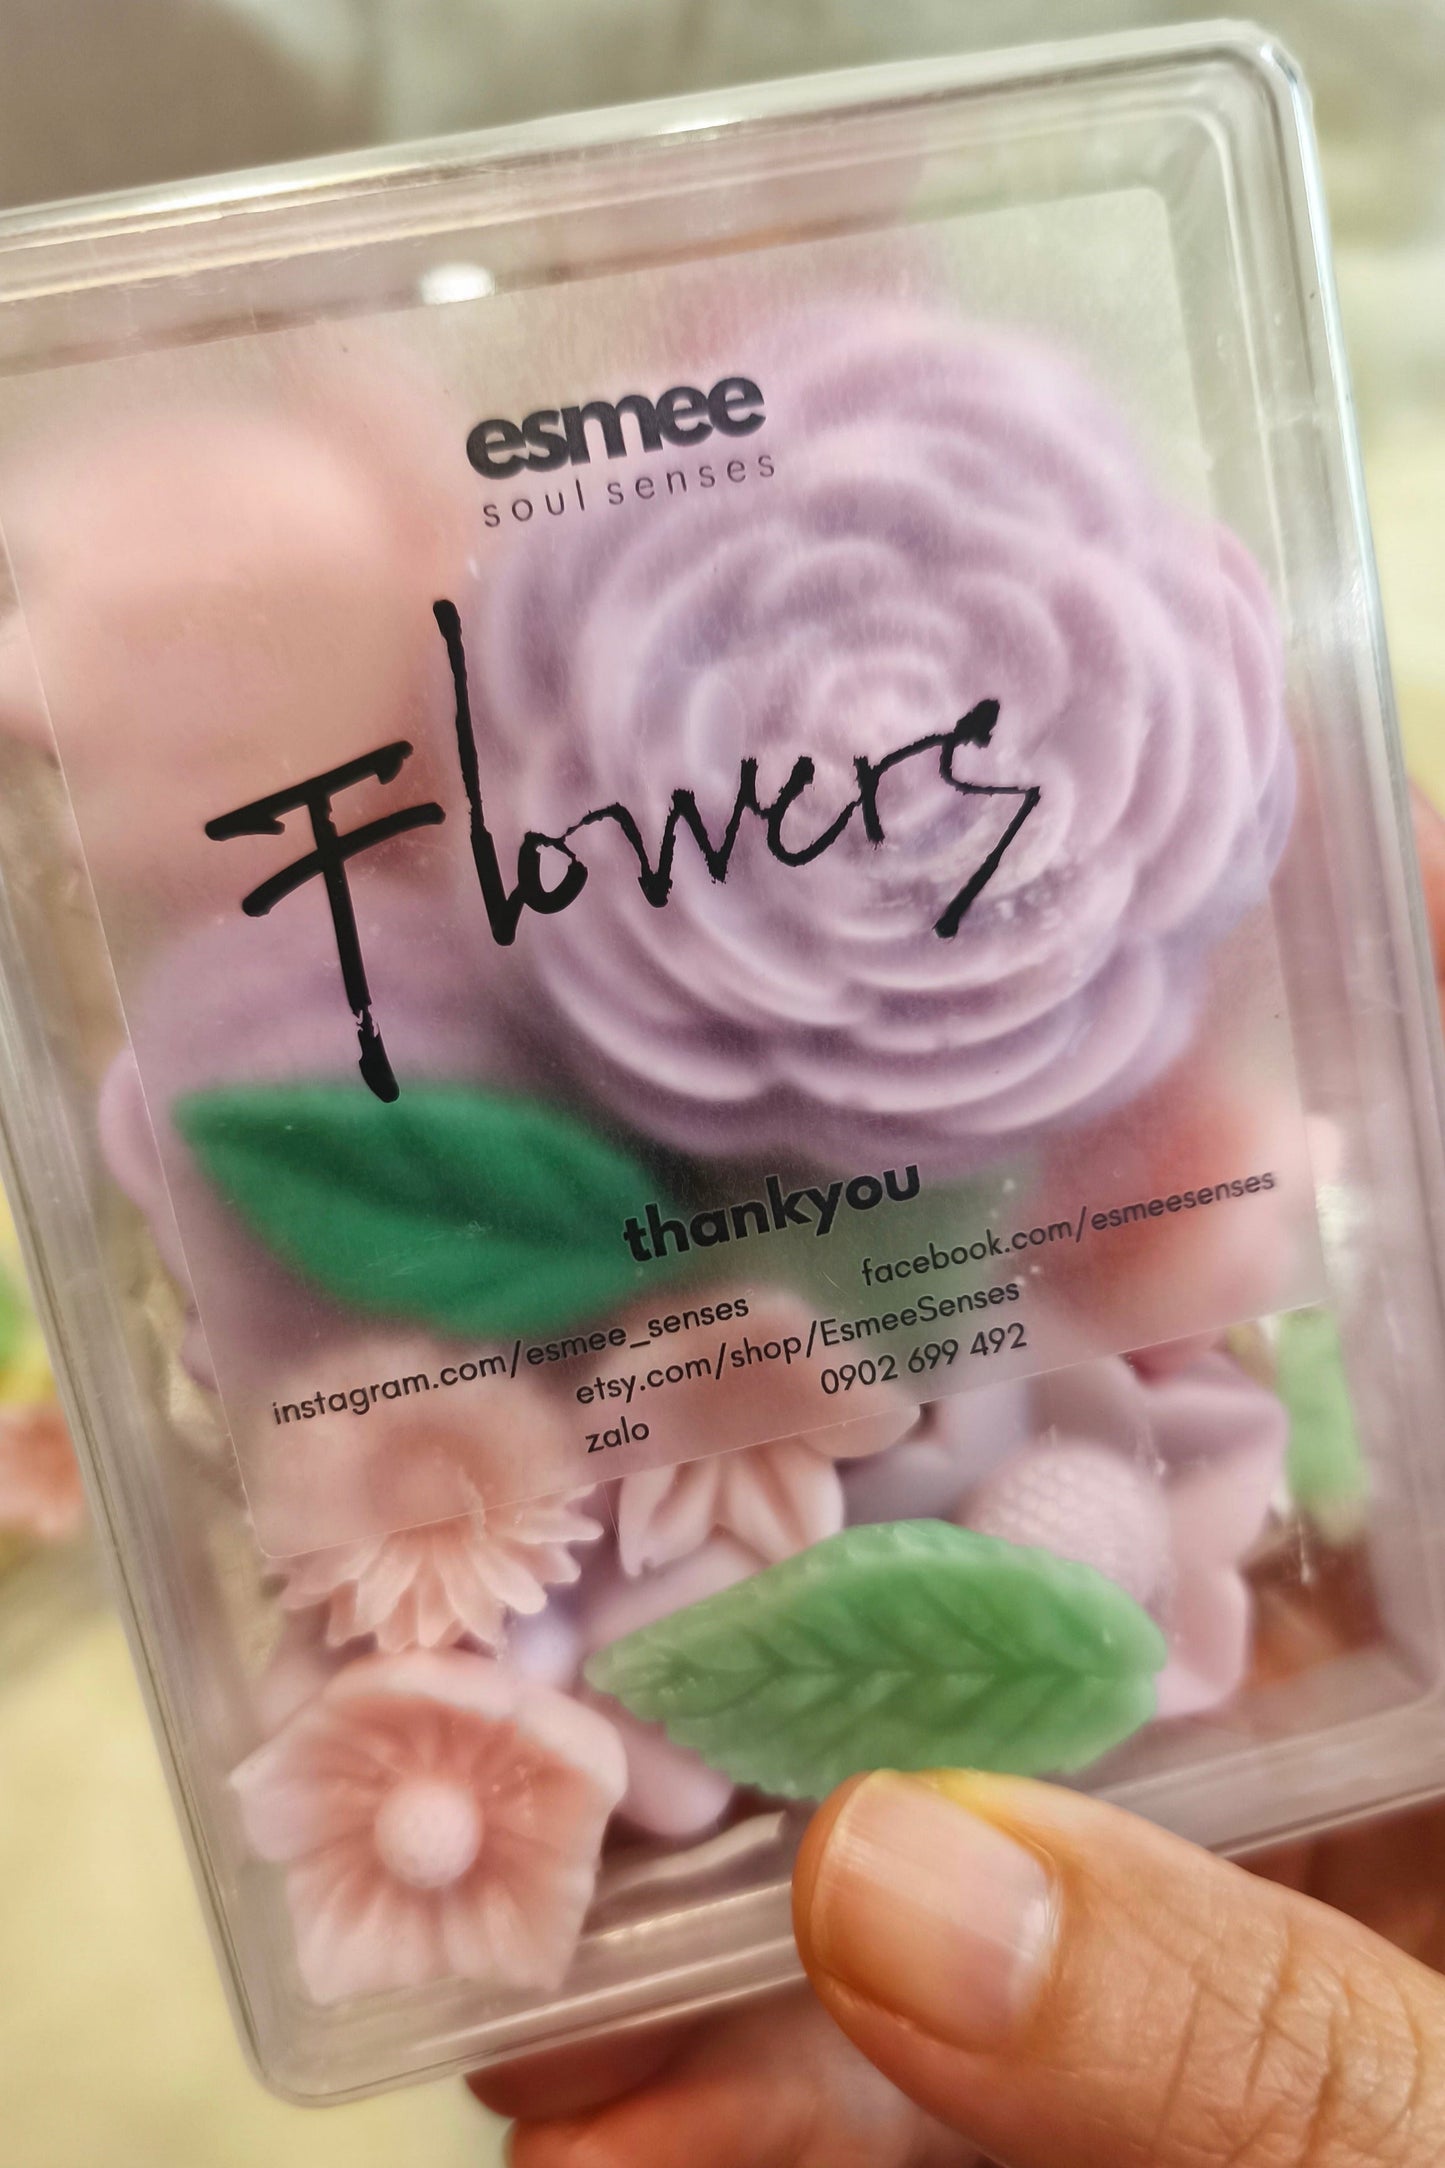 esmee
soul senses
Flowers
thankyou
facebook.com/esmeesenses
instagram.com/esmee_senses
etsy.com/shop/EsmeeSenses
zalo 0902 699 492